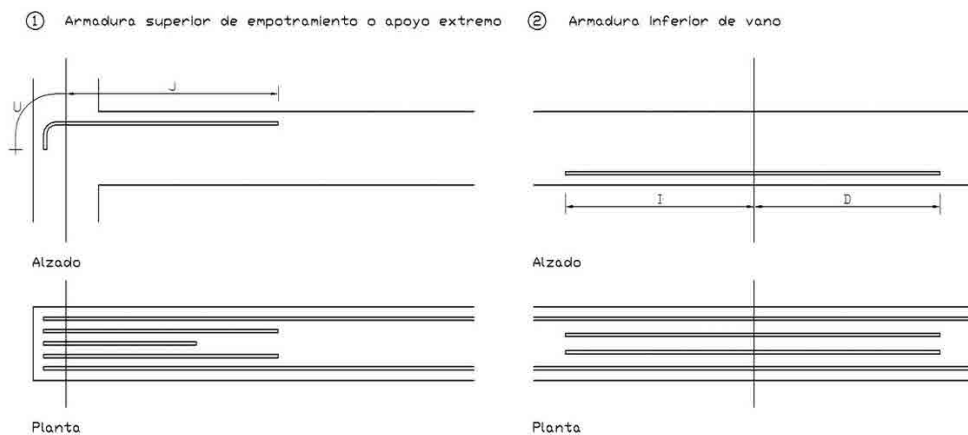 ① Armadura superior de empotramiento o apoyo extremo
② Armadura inferior de vano
J
U
I
D
Alzado
Alzado
Planta
Planta